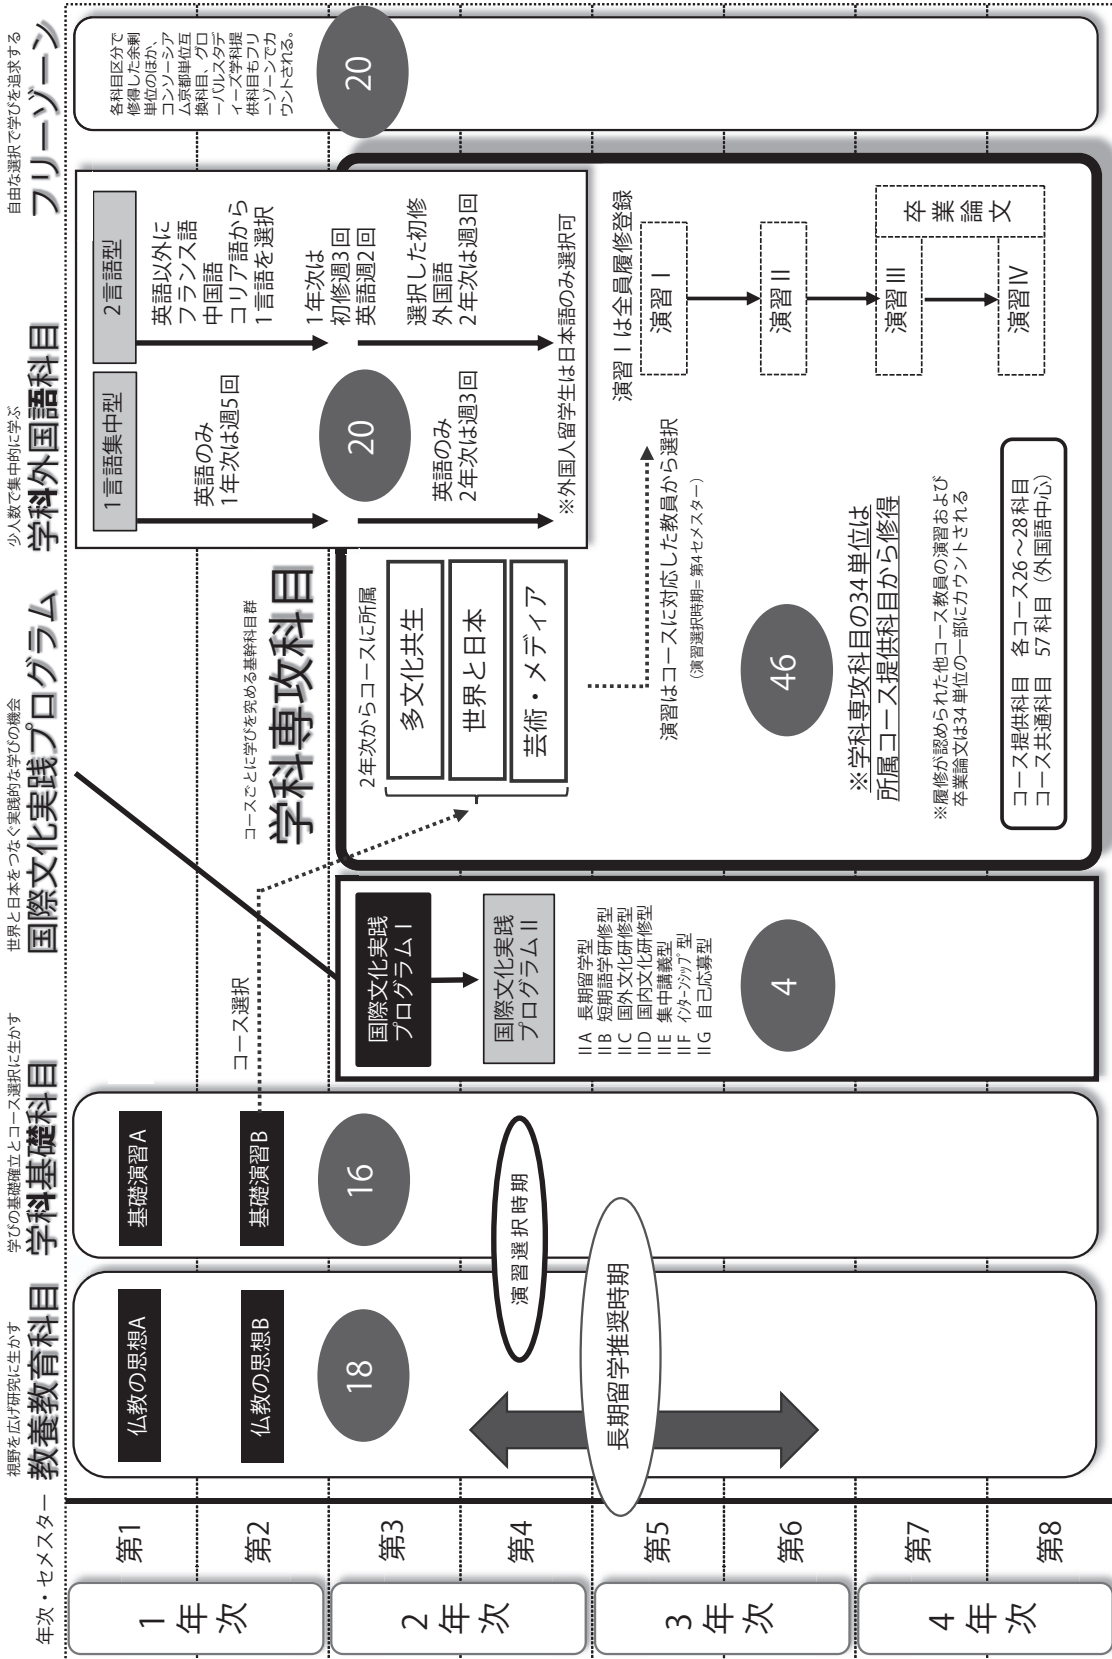 年次・セメスター
1年次
2年次
3年次
4年次
第1
第2
第3
第4
第5
第6
第7
第8
視野を広げ研究に生かす
教養教育科目
仏教の思想A
仏教の思想B
18
長期留学推奨時期
演習選択時期
学びの基礎確立とコース選択に生かす
学科基礎科目
基礎演習A
基礎演習B
16
コース選択
世界と日本をつなぐ実践的な学びの機会
国際文化実践プログラム
国際文化実践
プログラムⅠ
国際文化実践
プログラムⅡ
ⅡA 長期留学型
ⅡB 短期語学研修型
ⅡC 国外文化研修型
ⅡD 国内文化研修型
ⅡE 集中講義型
ⅡF インターンシップ型
ⅡG 自己応募型
4
コースごとに学びを究める基幹科目群
学科専攻科目
2年次からコースに所属
多文化共生
世界と日本
芸術・メディア
演習はコースに対応した教員から選択
（演習選択時期＝第4セメスター）
46
※学科専攻科目の34単位は
所属コース提供科目から修得
※履修が認められた他コース教員の演習および
卒業論文は34単位の一部にカウントされる
コース提供科目　各コース26～28科目
コース共通科目　57科目（外国語中心）
演習Ⅰは全員履修登録
演習Ⅰ
演習Ⅱ
演習Ⅲ
演習Ⅳ
卒業論文
少人数で集中的に学ぶ
学科外国語科目
1言語集中型
英語のみ
1年次は週5回
20
英語のみ
2年次は週3回
2言語型
英語以外に
フランス語
中国語
コリア語から
1言語を選択
1年次は
初修週3回
英語週2回
選択した初修
外国語
2年次は週3回
※外国人留学生は日本語のみ選択可
自由な選択で学びを追求する
フリーゾーン
各科目区分で
修得した余剰
単位のほか、
コンソーシア
ム京都単位互
換科目、グロ
ーバルスタデ
ィーズ学科提
供科目もフリ
ーゾーンでカ
ウントされる。
20